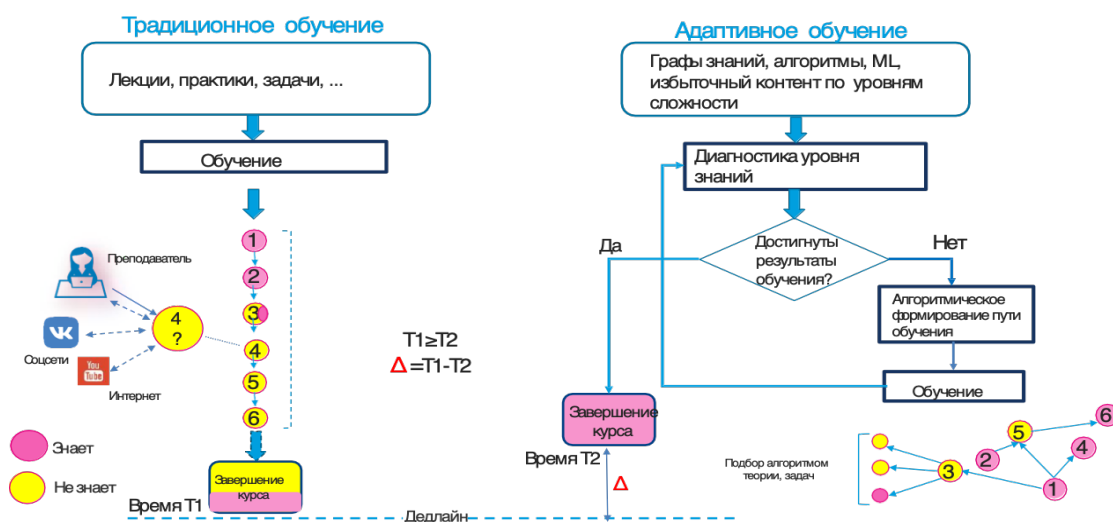 Традиционное обучение
Лекции, практики, задачи, ...
Обучение
1
2
3
4
5
6
Преподаватель
4
?
VK
Соцсети
You
Tube
Интернет
Знает
Не знает
Завершение
курса
Время T1
Дедлайн
T1≥T2
Δ=T1-T2
Адаптивное обучение
Графы знаний, алгоритмы, ML,
избыточный контент по уровням
сложности
Диагностика уровня
знаний
Достигнуты
результаты
обучения?
Да
Нет
Алгоритмическое
формирование пути
обучения
Обучение
Завершение
курса
Время T2
Δ
Подбор алгоритмом
теории, задач
3
2
5
1
4
6